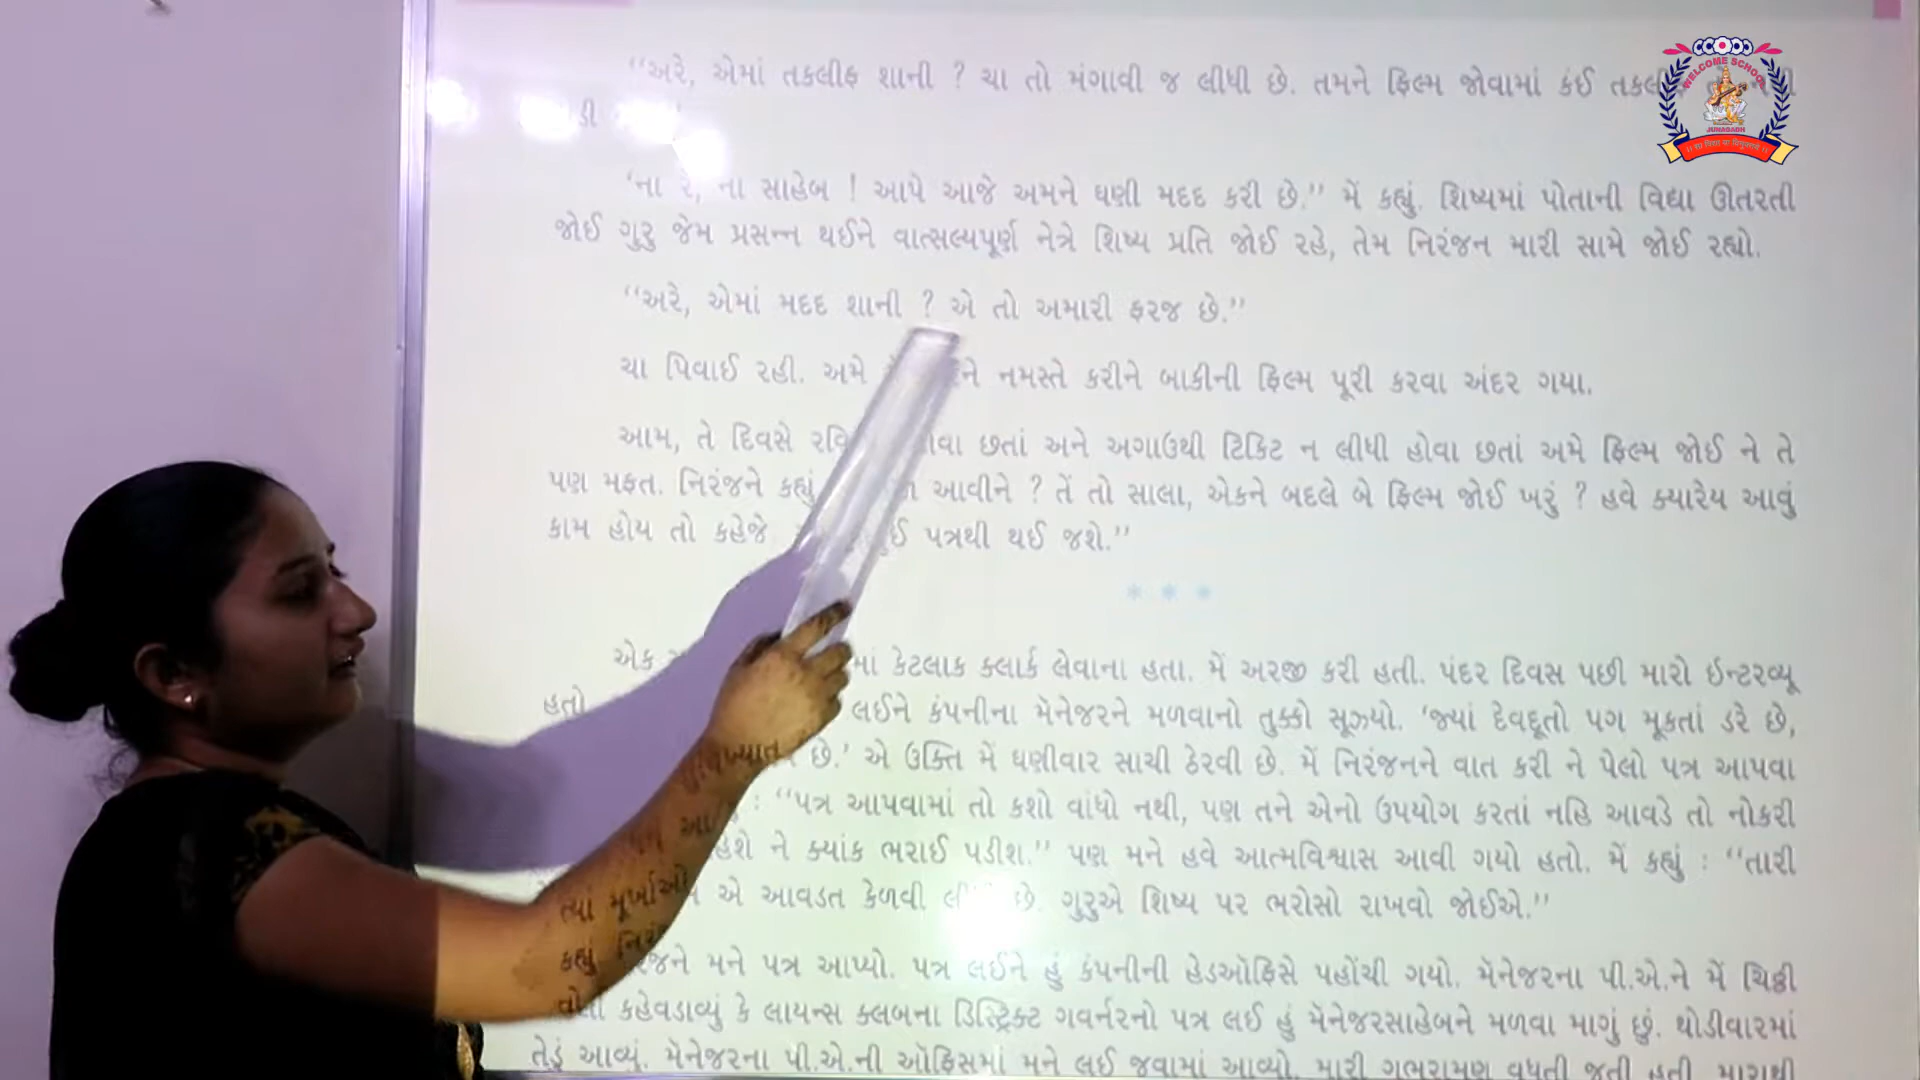 “અરે, એમાં તકલીફ શાની ? ચા તો મંગાવી જ લીધી છે. તમને ફિલ્મ જોવામાં કંઈ
WELCOME SCHOOL
JUNAGADH
‘ના રે, ના સાહેબ ! આપે આજે અમને ઘણી મદદ કરી છે.” મેં કહ્યું. શિષ્યમાં પોતાની વિદ્યા ઊતરતી
જોઈ ગુરુ જેમ પ્રસન્ન થઈને વાત્સલ્યપૂર્ણ નેત્રે શિષ્ય પ્રતિ જોઈ રહે, તેમ નિરંજન મારી સામે જોઈ રહ્યો.
“અરે, એમાં મદદ શાની ? એ તો અમારી ફરજ છે.”
ચા પિવાઈ રહી. અમે નમસ્તે કરીને બાકીની ફિલ્મ પૂરી કરવા અંદર ગયા.
આમ, તે દિવસે છતાં અને અગાઉથી ટિકિટ ન લીધી હોવા છતાં અમે ફિલ્મ જોઈ ને તે
પણ મફત. નિરંજને કહ્યું આવીને ? તેં તો સાલા, એકને બદલે બે ફિલ્મ જોઈ ખરું ? હવે ક્યારેય આવું
કામ હોય તો કહેજે. પત્રથી થઈ જશે.”
* * *
એક કેટલાક ક્લાર્ક લેવાના હતા. મેં અરજી કરી હતી. પંદર દિવસ પછી મારો ઈન્ટરવ્યૂ
હતો લઈને કંપનીના મૅનેજરને મળવાનો તુક્કો સૂઝ્યો. ‘જ્યાં દેવદૂતો પગ મૂકતાં ડરે છે,
ત્યાં છે.’ એ ઉક્તિ મેં ઘણીવાર સાચી ઠેરવી છે. મેં નિરંજનને વાત કરી ને પેલો પત્ર આપવા
કહ્યું : “પત્ર આપવામાં તો કશો વાંધો નથી, પણ તને એનો ઉપયોગ કરતાં નહિ આવડે તો નોકરી
હશે ને ક્યાંક ભરાઈ પડીશ.” પણ મને હવે આત્મવિશ્વાસ આવી ગયો હતો. મેં કહ્યું : “તારી
એ આવડત કેળવી છે. ગુરુએ શિષ્ય પર ભરોસો રાખવો જોઈએ.”
મને પત્ર આપ્યો. પત્ર લઈને હું કંપનીની હેડઑફિસે પહોંચી ગયો. મૅનેજરના પી.એ.ને મેં ચિઠ્ઠી
કહેવડાવ્યું કે લાયન્સ ક્લબના ડિસ્ટ્રિક્ટ ગવર્નરનો પત્ર લઈ હું મૅનેજરસાહેબને મળવા માગું છું. થોડીવારમાં
તેડું આવ્યું. મૅનેજરના પી.એ.ની ઑફિસમાં મને લઈ જવામાં આવ્યો. મારી ગભરામણ વધતી જતી હતી. મારાથી